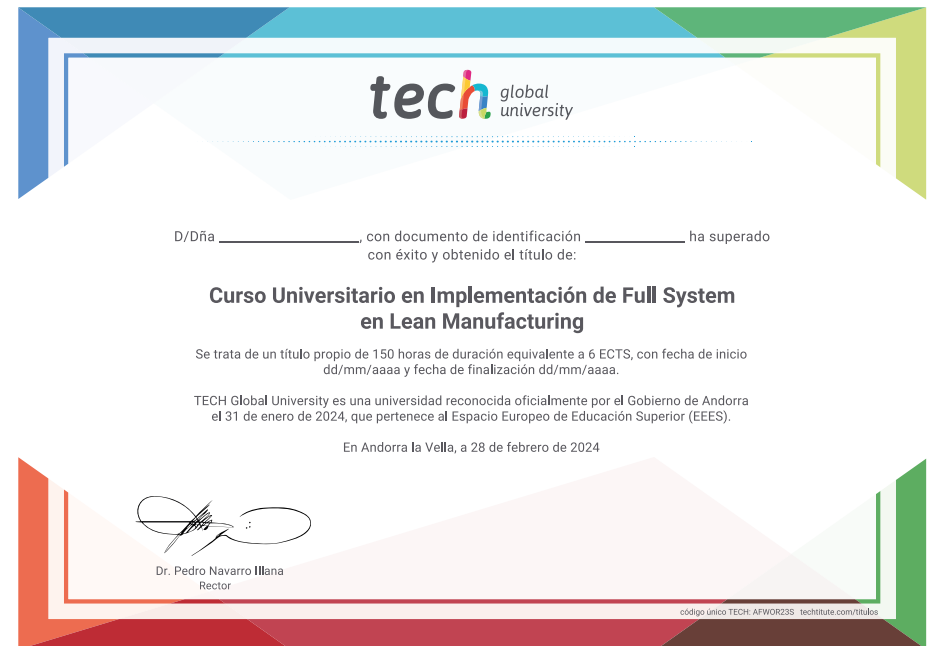 tech global university
D/Dña ____________________, con documento de identificación ______________ ha superado
con éxito y obtenido el título de:
Curso Universitario en Implementación de Full System
en Lean Manufacturing
Se trata de un título propio de 150 horas de duración equivalente a 6 ECTS, con fecha de inicio
dd/mm/aaaa y fecha de finalización dd/mm/aaaa.
TECH Global University es una universidad reconocida oficialmente por el Gobierno de Andorra
el 31 de enero de 2024, que pertenece al Espacio Europeo de Educación Superior (EEES).
En Andorra la Vella, a 28 de febrero de 2024
Dr. Pedro Navarro Illana
Rector
código único TECH: AFWOR23S techtitute.com/titulos